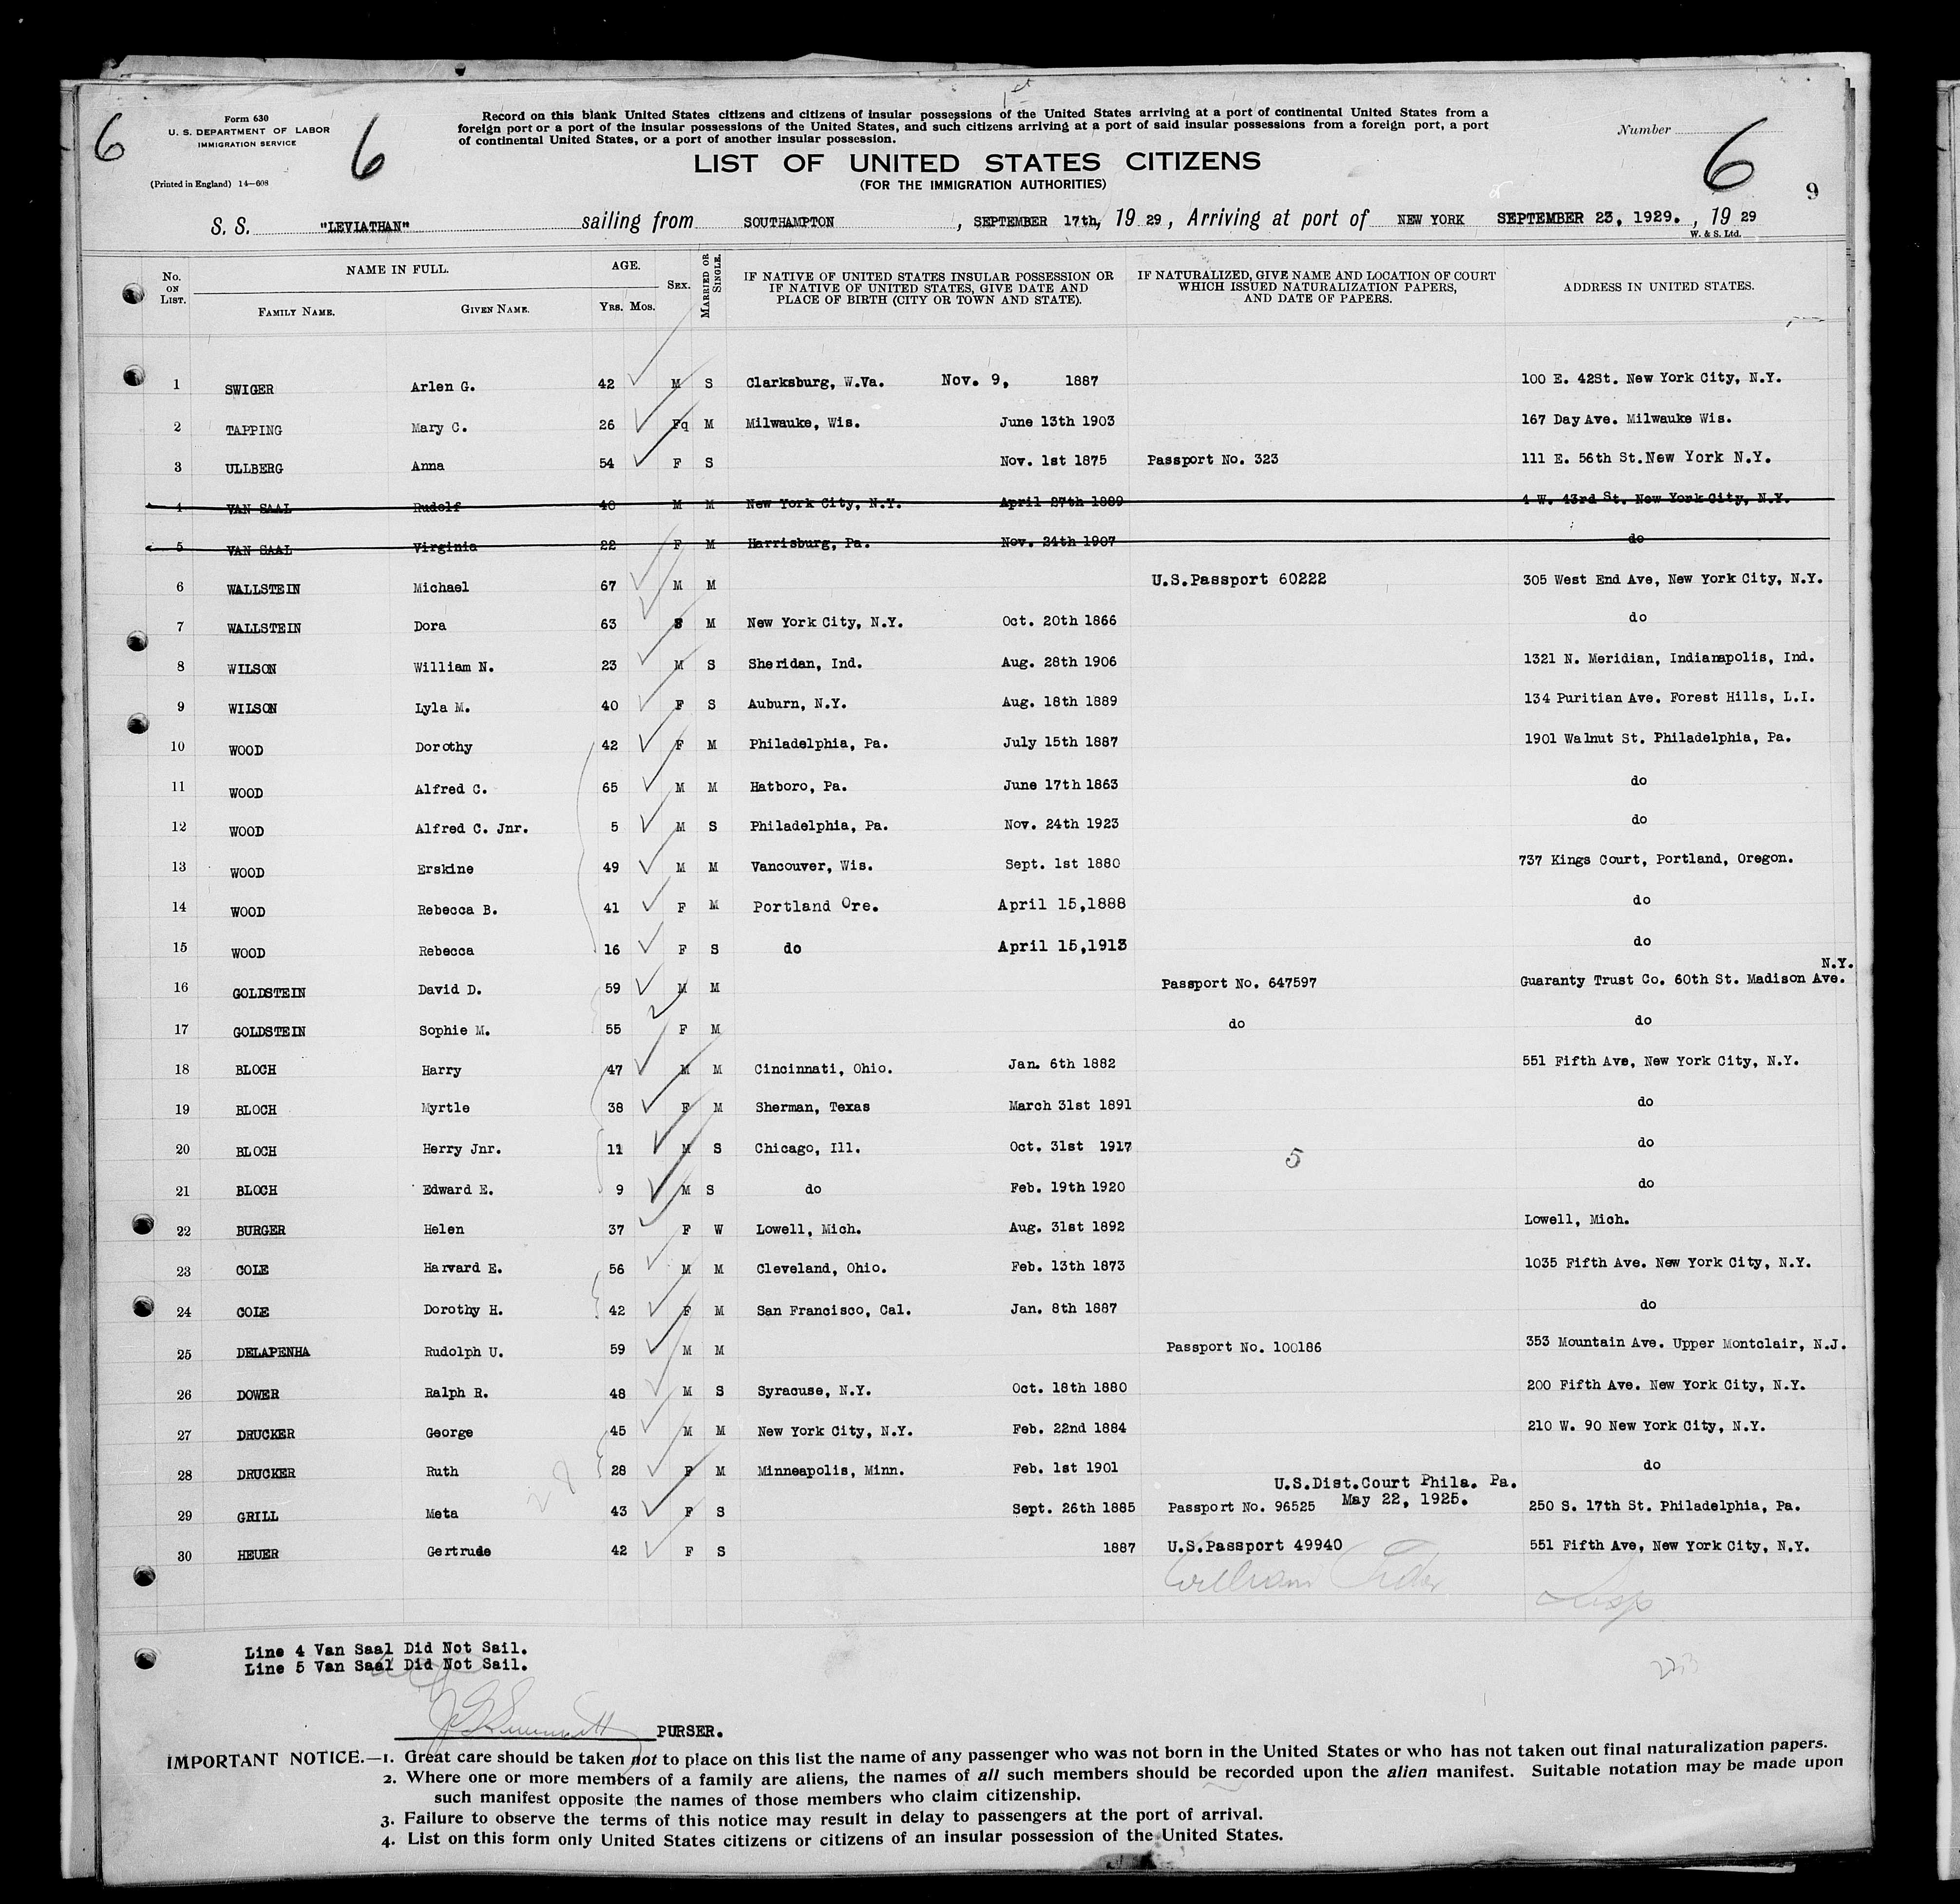 1st
6 6 6 9
Form 630
U. S. DEPARTMENT OF LABOR
IMMIGRATION SERVICE
(Printed in England) 14—608
Record on this blank United States citizens and citizens of insular possessions of the United States arriving at a port of continental United States from a
foreign port or a port of the insular possessions of the United States, and such citizens arriving at a port of said insular possessions from a foreign port, a port
of continental United States, or a port of another insular possession.
Number
LIST OF UNITED STATES CITIZENS
(FOR THE IMMIGRATION AUTHORITIES)
S. S. "LEVIATHAN" sailing from SOUTHAMPTON, SEPTEMBER 17th, 19 29, Arriving at port of NEW YORK SEPTEMBER 23, 1929. , 19 29
W. & S. Ltd.
No. ON LIST. NAME IN FULL. FAMILY NAME. GIVEN NAME. AGE. YRS. MOS. SEX. MARRIED OR SINGLE. IF NATIVE OF UNITED STATES INSULAR POSSESSION OR IF NATIVE OF UNITED STATES, GIVE DATE AND PLACE OF BIRTH (CITY OR TOWN AND STATE). IF NATURALIZED, GIVE NAME AND LOCATION OF COURT WHICH ISSUED NATURALIZATION PAPERS, AND DATE OF PAPERS. ADDRESS IN UNITED STATES.
1 SWIGER Arlen G. 42 M S Clarksburg, W.Va. Nov. 9, 1887 100 E. 42St. New York City, N.Y.
2 TAPPING Mary C. 26 Fq M Milwauke, Wis. June 13th 1903 167 Day Ave. Milwauke Wis.
3 ULLBERG Anna 54 F S Nov. 1st 1875 Passport No. 323 111 E. 56th St.New York N.Y.
4 VAN SAAL Rudolf 40 M M New York City, N.Y. April 27th 1889 4 W. 43rd St. New York City, N.Y.
5 VAN SAAL Virginia 22 F M Harrisburg, Pa. Nov. 24th 1907 do
6 WALLSTEIN Michael 67 M M U.S.Passport 60222 305 West End Ave, New York City, N.Y.
7 WALLSTEIN Dora 63 M New York City, N.Y. Oct. 20th 1866 do
8 WILSON William N. 23 M S Sheridan, Ind. Aug. 28th 1906 1321 N. Meridian, Indianapolis, Ind.
9 WILSON Lyla M. 40 F S Auburn, N.Y. Aug. 18th 1889 134 Puritian Ave. Forest Hills, L.I.
10 WOOD Dorothy 42 F M Philadelphia, Pa. July 15th 1887 1901 Walnut St. Philadelphia, Pa.
11 WOOD Alfred C. 65 M M Hatboro, Pa. June 17th 1863 do
12 WOOD Alfred C. Jnr. 5 M S Philadelphia, Pa. Nov. 24th 1923 do
13 WOOD Erskine 49 M M Vancouver, Wis. Sept. 1st 1880 737 Kings Court, Portland, Oregon.
14 WOOD Rebecca B. 41 F M Portland Ore. April 15,1888 do
15 WOOD Rebecca 16 F S do April 15,1913 do
N.Y.
16 GOLDSTEIN David D. 59 M M Passport No. 647597 Guaranty Trust Co. 60th St. Madison Ave.
17 GOLDSTEIN Sophie M. 55 F M do do
18 BLOCH Harry 47 M M Cincinnati, Ohio. Jan. 6th 1882 551 Fifth Ave, New York City, N.Y.
19 BLOCH Myrtle 38 F M Sherman, Texas March 31st 1891 do
20 BLOCH Herry Jnr. 11 M S Chicago, Ill. Oct. 31st 1917 5 do
21 BLOCH Edward E. 9 M S do Feb. 19th 1920 do
22 BURGER Helen 37 F W Lowell, Mich. Aug. 31st 1892 Lowell, Mich.
23 COLE Harvard E. 56 M M Cleveland, Ohio. Feb. 13th 1873 1035 Fifth Ave. New York City, N.Y.
24 COLE Dorothy H. 42 F M San Francisco, Cal. Jan. 8th 1887 do
25 DELAPENHA Rudolph U. 59 M M Passport No. 100186 353 Mountain Ave. Upper Montclair, N.J.
26 DOWER Ralph R. 48 M S Syracuse, N.Y. Oct. 18th 1880 200 Fifth Ave. New York City, N.Y.
27 DRUCKER George 45 M M New York City, N.Y. Feb. 22nd 1884 210 W. 90 New York City, N.Y.
28 DRUCKER Ruth 28 F M Minneapolis, Minn. Feb. 1st 1901 do
28
U.S.Dist.Court Phila. Pa.
May 22, 1925.
29 GRILL Meta 43 F S Sept. 26th 1885 Passport No. 96525 250 S. 17th St. Philadelphia, Pa.
30 HEUER Gertrude 42 F S 1887 U.S.Passport 49940 551 Fifth Ave, New York City, N.Y.
William
Insp
Line 4 Van Saal Did Not Sail.
Line 5 Van Saal Did Not Sail.
PURSER.
IMPORTANT NOTICE.—1. Great care should be taken not to place on this list the name of any passenger who was not born in the United States or who has not taken out final naturalization papers.
2. Where one or more members of a family are aliens, the names of all such members should be recorded upon the alien manifest. Suitable notation may be made upon
such manifest opposite the names of those members who claim citizenship.
3. Failure to observe the terms of this notice may result in delay to passengers at the port of arrival.
4. List on this form only United States citizens or citizens of an insular possession of the United States.